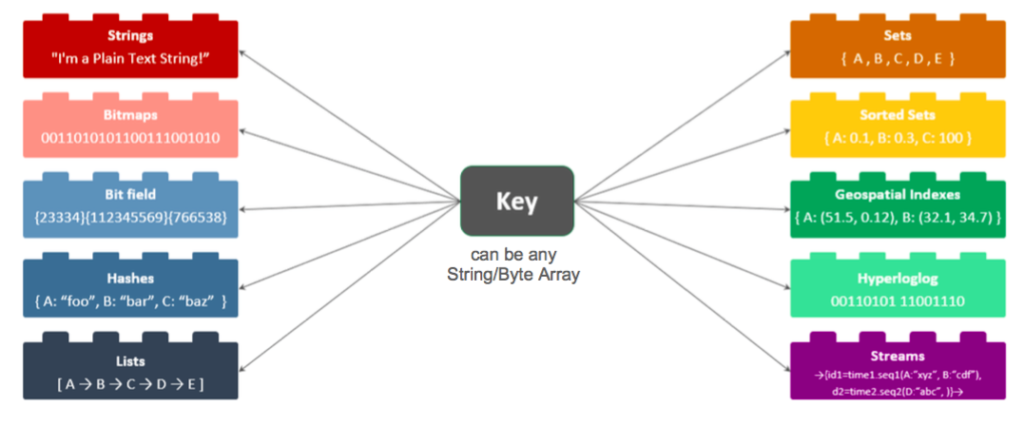 Strings
"I'm a Plain Text String!”
Bitmaps
0011010101100111001010
Bit field
{23334}{112345569}{766538}
Hashes
{ A: “foo”, B: “bar”, C: “baz” }
Lists
[ A → B → C → D → E ]
Key
can be any
String/Byte Array
Sets
{ A , B , C , D , E }
Sorted Sets
{ A: 0.1, B: 0.3, C: 100 }
Geospatial Indexes
{ A: (51.5, 0.12), B: (32.1, 34.7) }
Hyperloglog
00110101 11001110
Streams
→{id1=time1.seq1(A:“xyz”, B:“cdf”),
d2=time2.seq2(D:“abc”, )}→